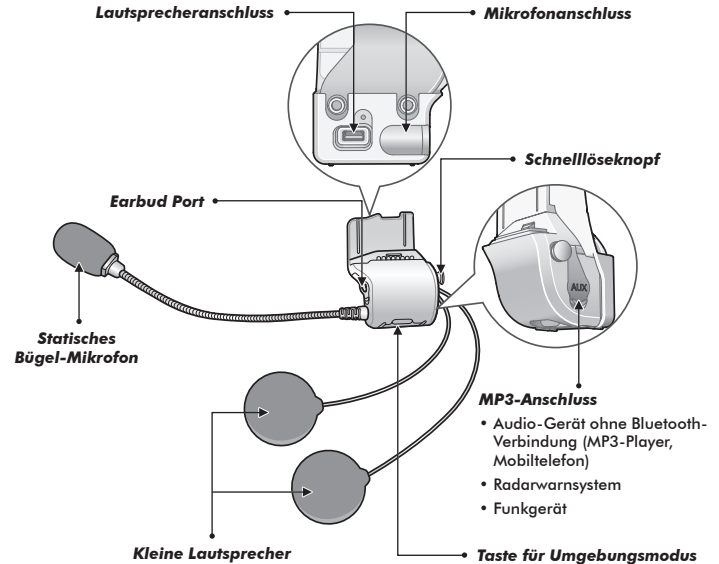 Lautsprecheranschluss
Mikrofonanschluss
Schnelllöseknopf
Earbud Port
AUX
Statisches
Bügel-Mikrofon
MP3-Anschluss
• Audio-Gerät ohne Bluetooth-
Verbindung (MP3-Player,
Mobiltelefon)
• Radarwarnsystem
• Funkgerät
Kleine Lautsprecher
Taste für Umgebungsmodus